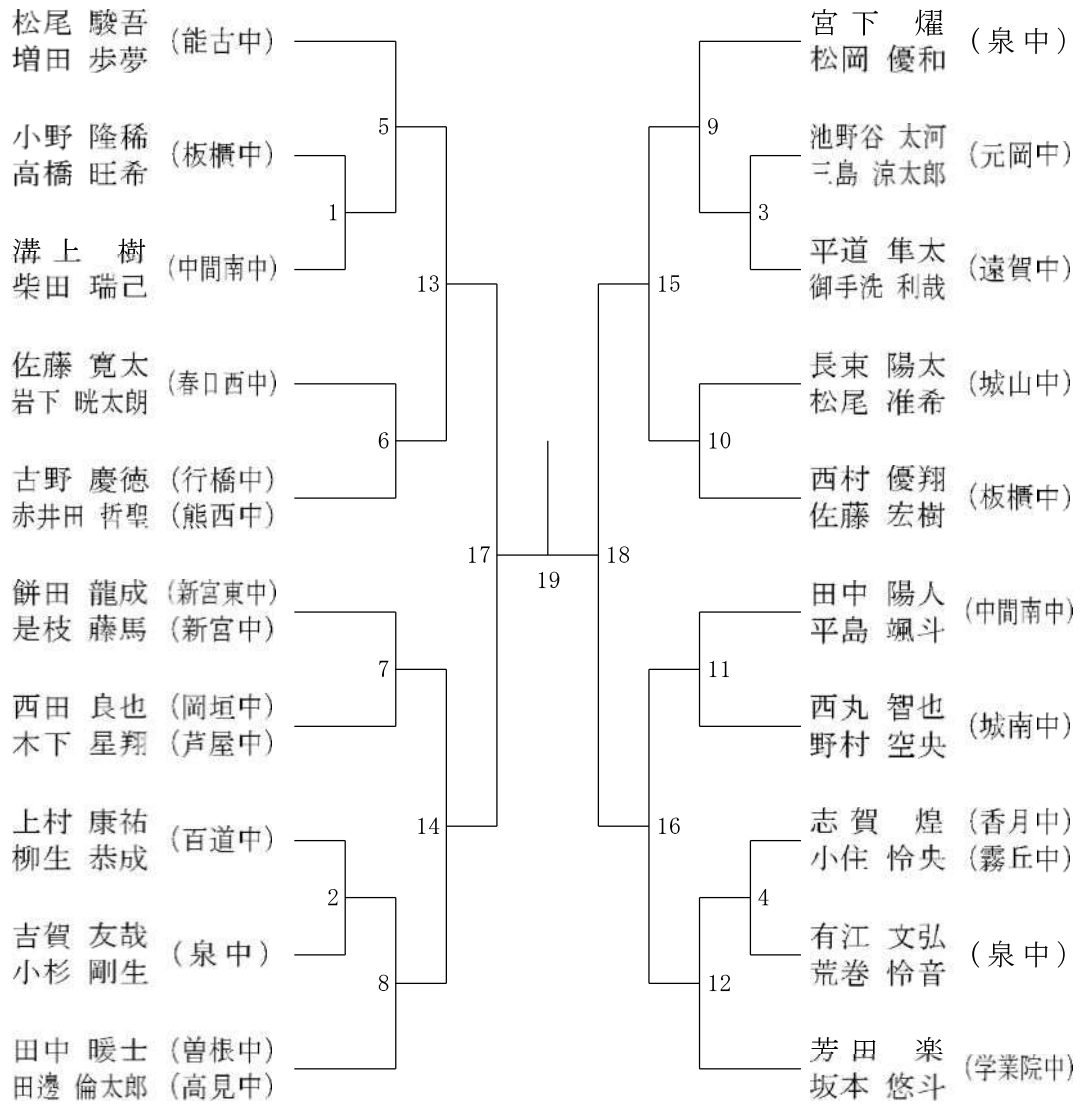 松尾 駿吾 (能古中)
増田 歩夢
5
小野 隆稀 (板櫃中)
高橋 旺希
1
溝上 樹 (中間南中)
柴田 瑞己
13
佐藤 寛太 (春日西中)
岩下 晄太朗
6
古野 慶徳 (行橋中)
赤井田 哲聖 (熊西中)
17
餅田 龍成 (新宮東中)
是枝 藤馬 (新宮中)
7
西田 良也 (岡垣中)
木下 星翔 (芦屋中)
14
上村 康祐 (百道中)
柳生 恭成
2
吉賀 友哉 (泉中)
小杉 剛生
8
田中 暖士 (曽根中)
田邊 倫太郎 (高見中)
19
宮下 燿 (泉中)
松岡 優和
9
池野谷 太河 (元岡中)
三島 涼太郎
3
平道 隼太 (遠賀中)
御手洗 利哉
15
長束 陽太 (城山中)
松尾 准希
10
西村 優翔 (板櫃中)
佐藤 宏樹
18
田中 陽人 (中間南中)
平島 颯斗
11
西丸 智也 (城南中)
野村 空央
16
志賀 煌 (香月中)
小住 怜央 (霧丘中)
4
有江 文弘 (泉中)
荒巻 怜音
12
芳田 楽 (学業院中)
坂本 悠斗